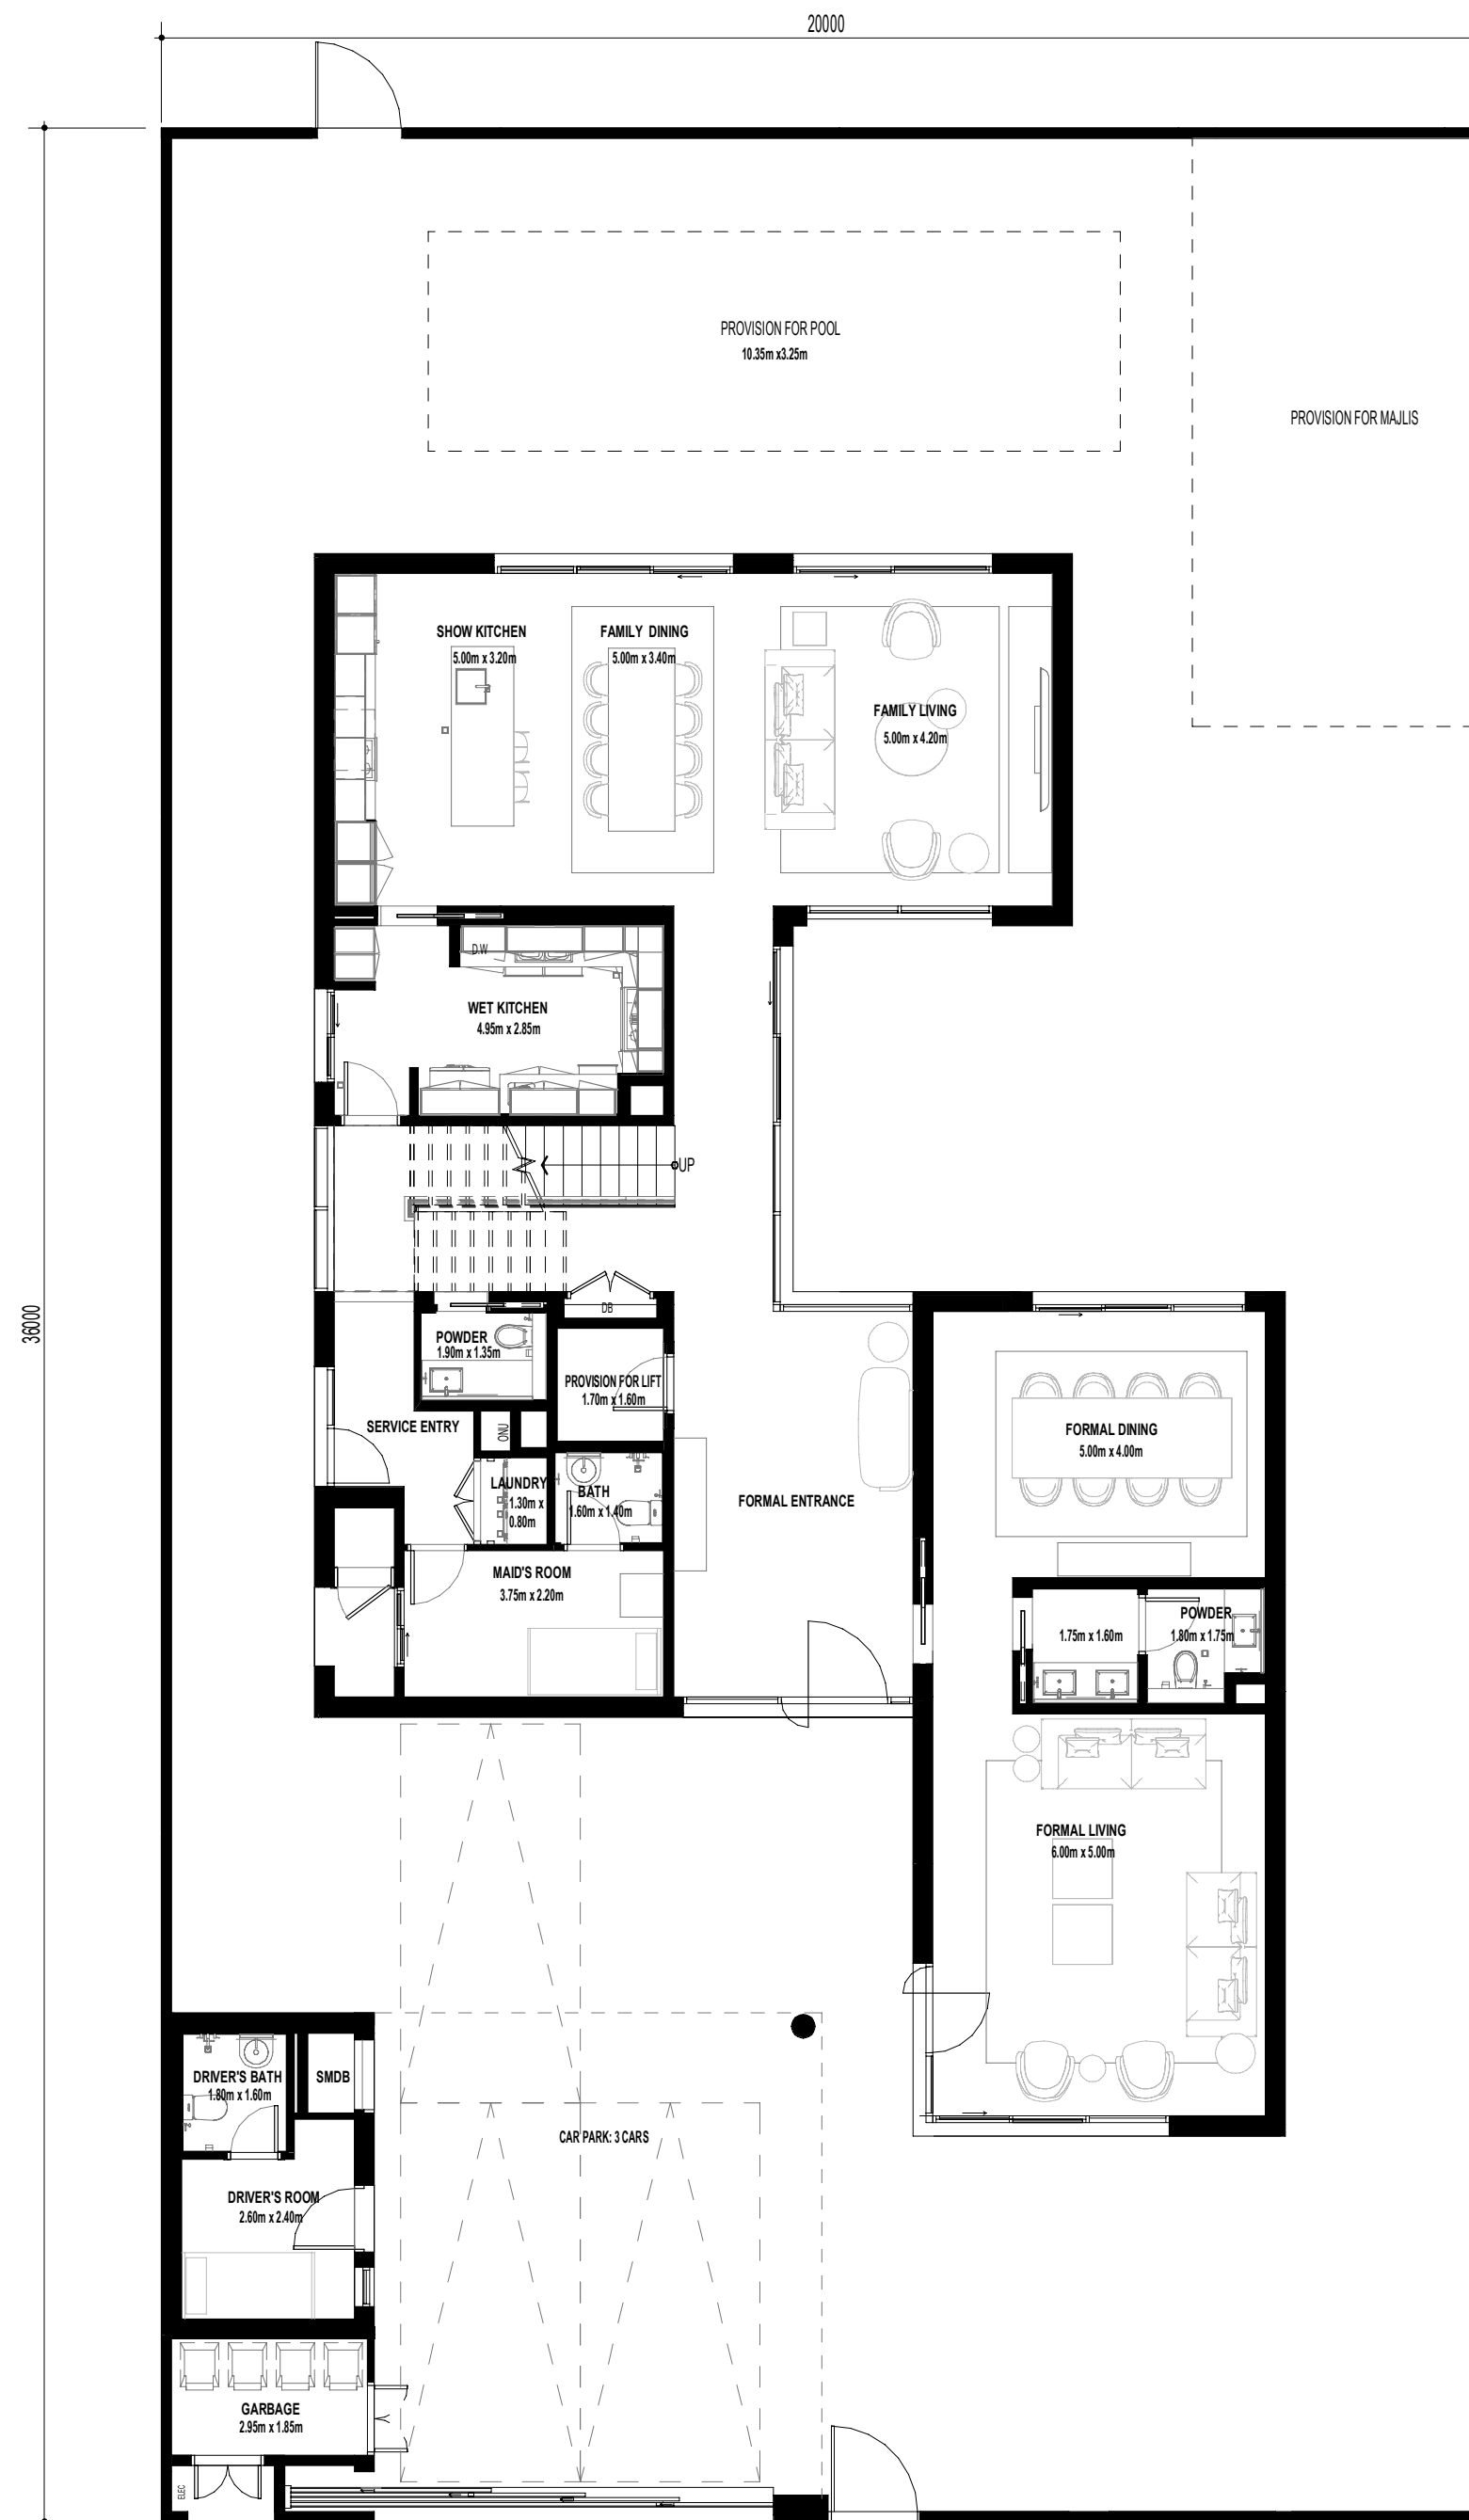 20000
36000
PROVISION FOR POOL
10.35m x3.25m
PROVISION FOR MAJLIS
SHOW KITCHEN
5.00m x 3.20m
FAMILY DINING
5.00m x 3.40m
FAMILY LIVING
5.00m x 4.20m
D.W
WET KITCHEN
4.95m x 2.85m
UP
DB
POWDER
1.90m x 1.35m
PROVISION FOR LIFT
1.70m x 1.60m
SERVICE ENTRY
ONU
LAUNDRY
1.30m x
0.80m
BATH
1.60m x 1.40m
FORMAL ENTRANCE
FORMAL DINING
5.00m x 4.00m
MAID'S ROOM
3.75m x 2.20m
1.75m x 1.60m
POWDER
1.80m x 1.75m
FORMAL LIVING
6.00m x 5.00m
DRIVER'S BATH
1.80m x 1.60m
SMDB
CAR PARK: 3 CARS
DRIVER'S ROOM
2.60m x 2.40m
GARBAGE
2.95m x 1.85m
ELEC